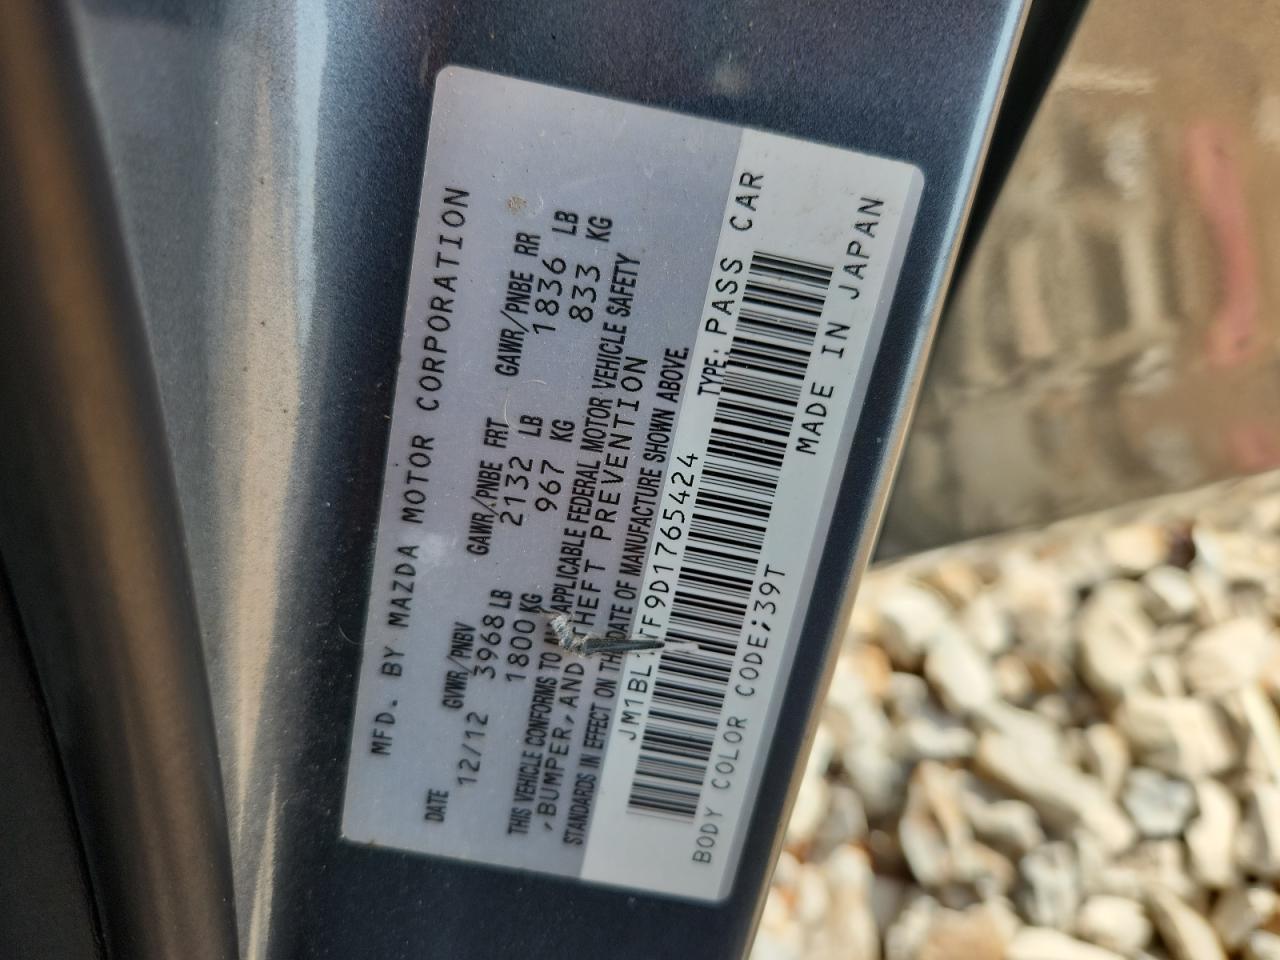 MFD. BY MAZDA MOTOR CORPORATION
DATE GVWR/PNBV GAWR/PNBE FRT GAWR/PNBE RR
12/12 3968 LB 2132 LB 1836 LB
1800 KG 967 KG 833 KG
THIS VEHICLE CONFORMS TO APPLICABLE FEDERAL MOTOR VEHICLE SAFETY
,BUMPER,AND THEFT PREVENTION
STANDARDS IN EFFECT ON DATE OF MANUFACTURE SHOWN ABOVE.
TYPE: PASS CAR
BODY COLOR CODE;39T MADE IN JAPAN